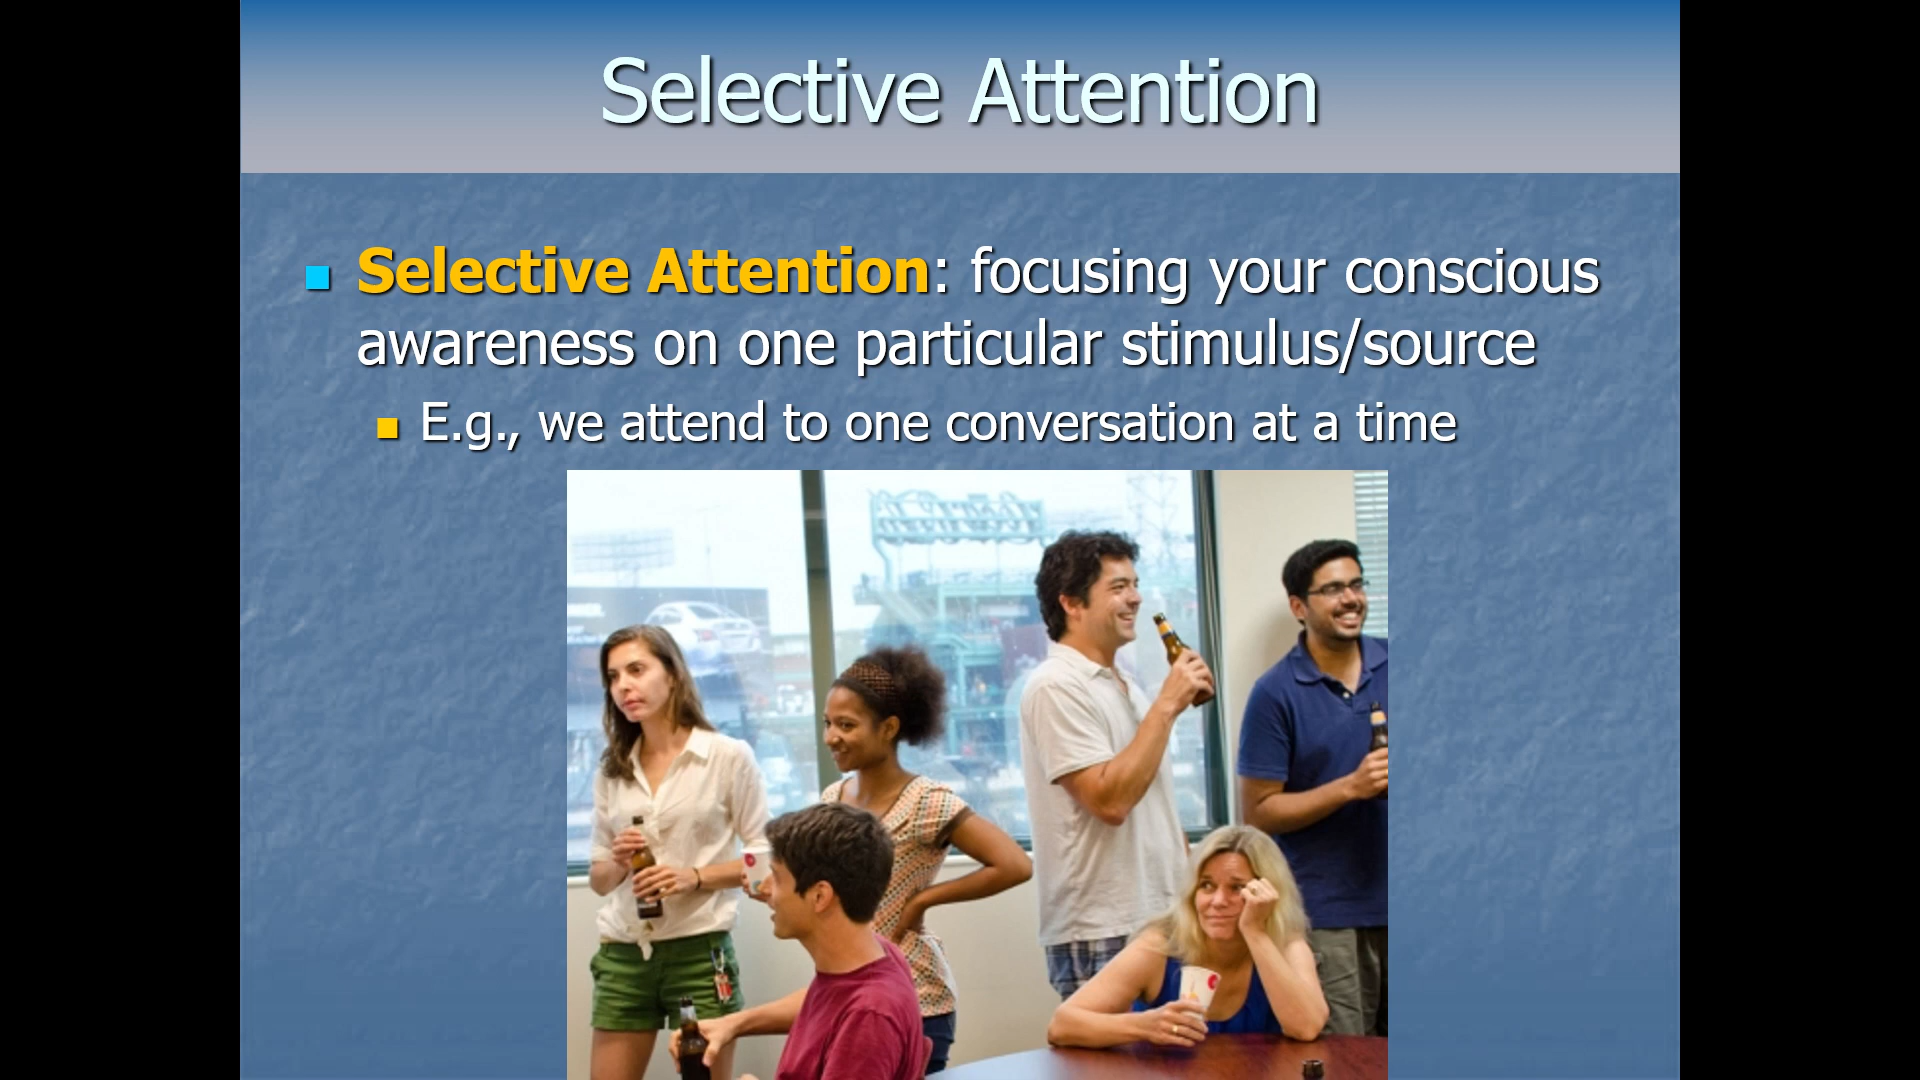 Selective Attention
Selective Attention: focusing your conscious
awareness on one particular stimulus/source
E.g., we attend to one conversation at a time